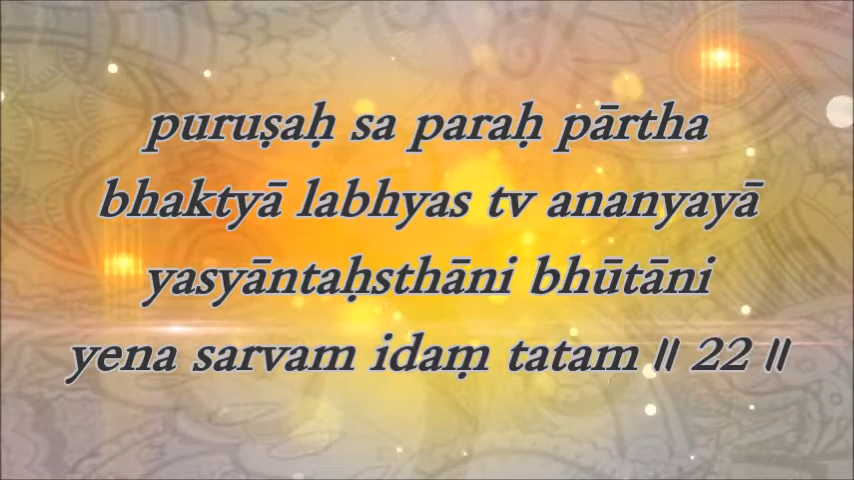 puruṣaḥ sa paraḥ pārtha
bhaktyā labhyas tv ananyayā
yasyāntaḥsthāni bhūtāni
yena sarvam idaṃ tatam || 22 ||